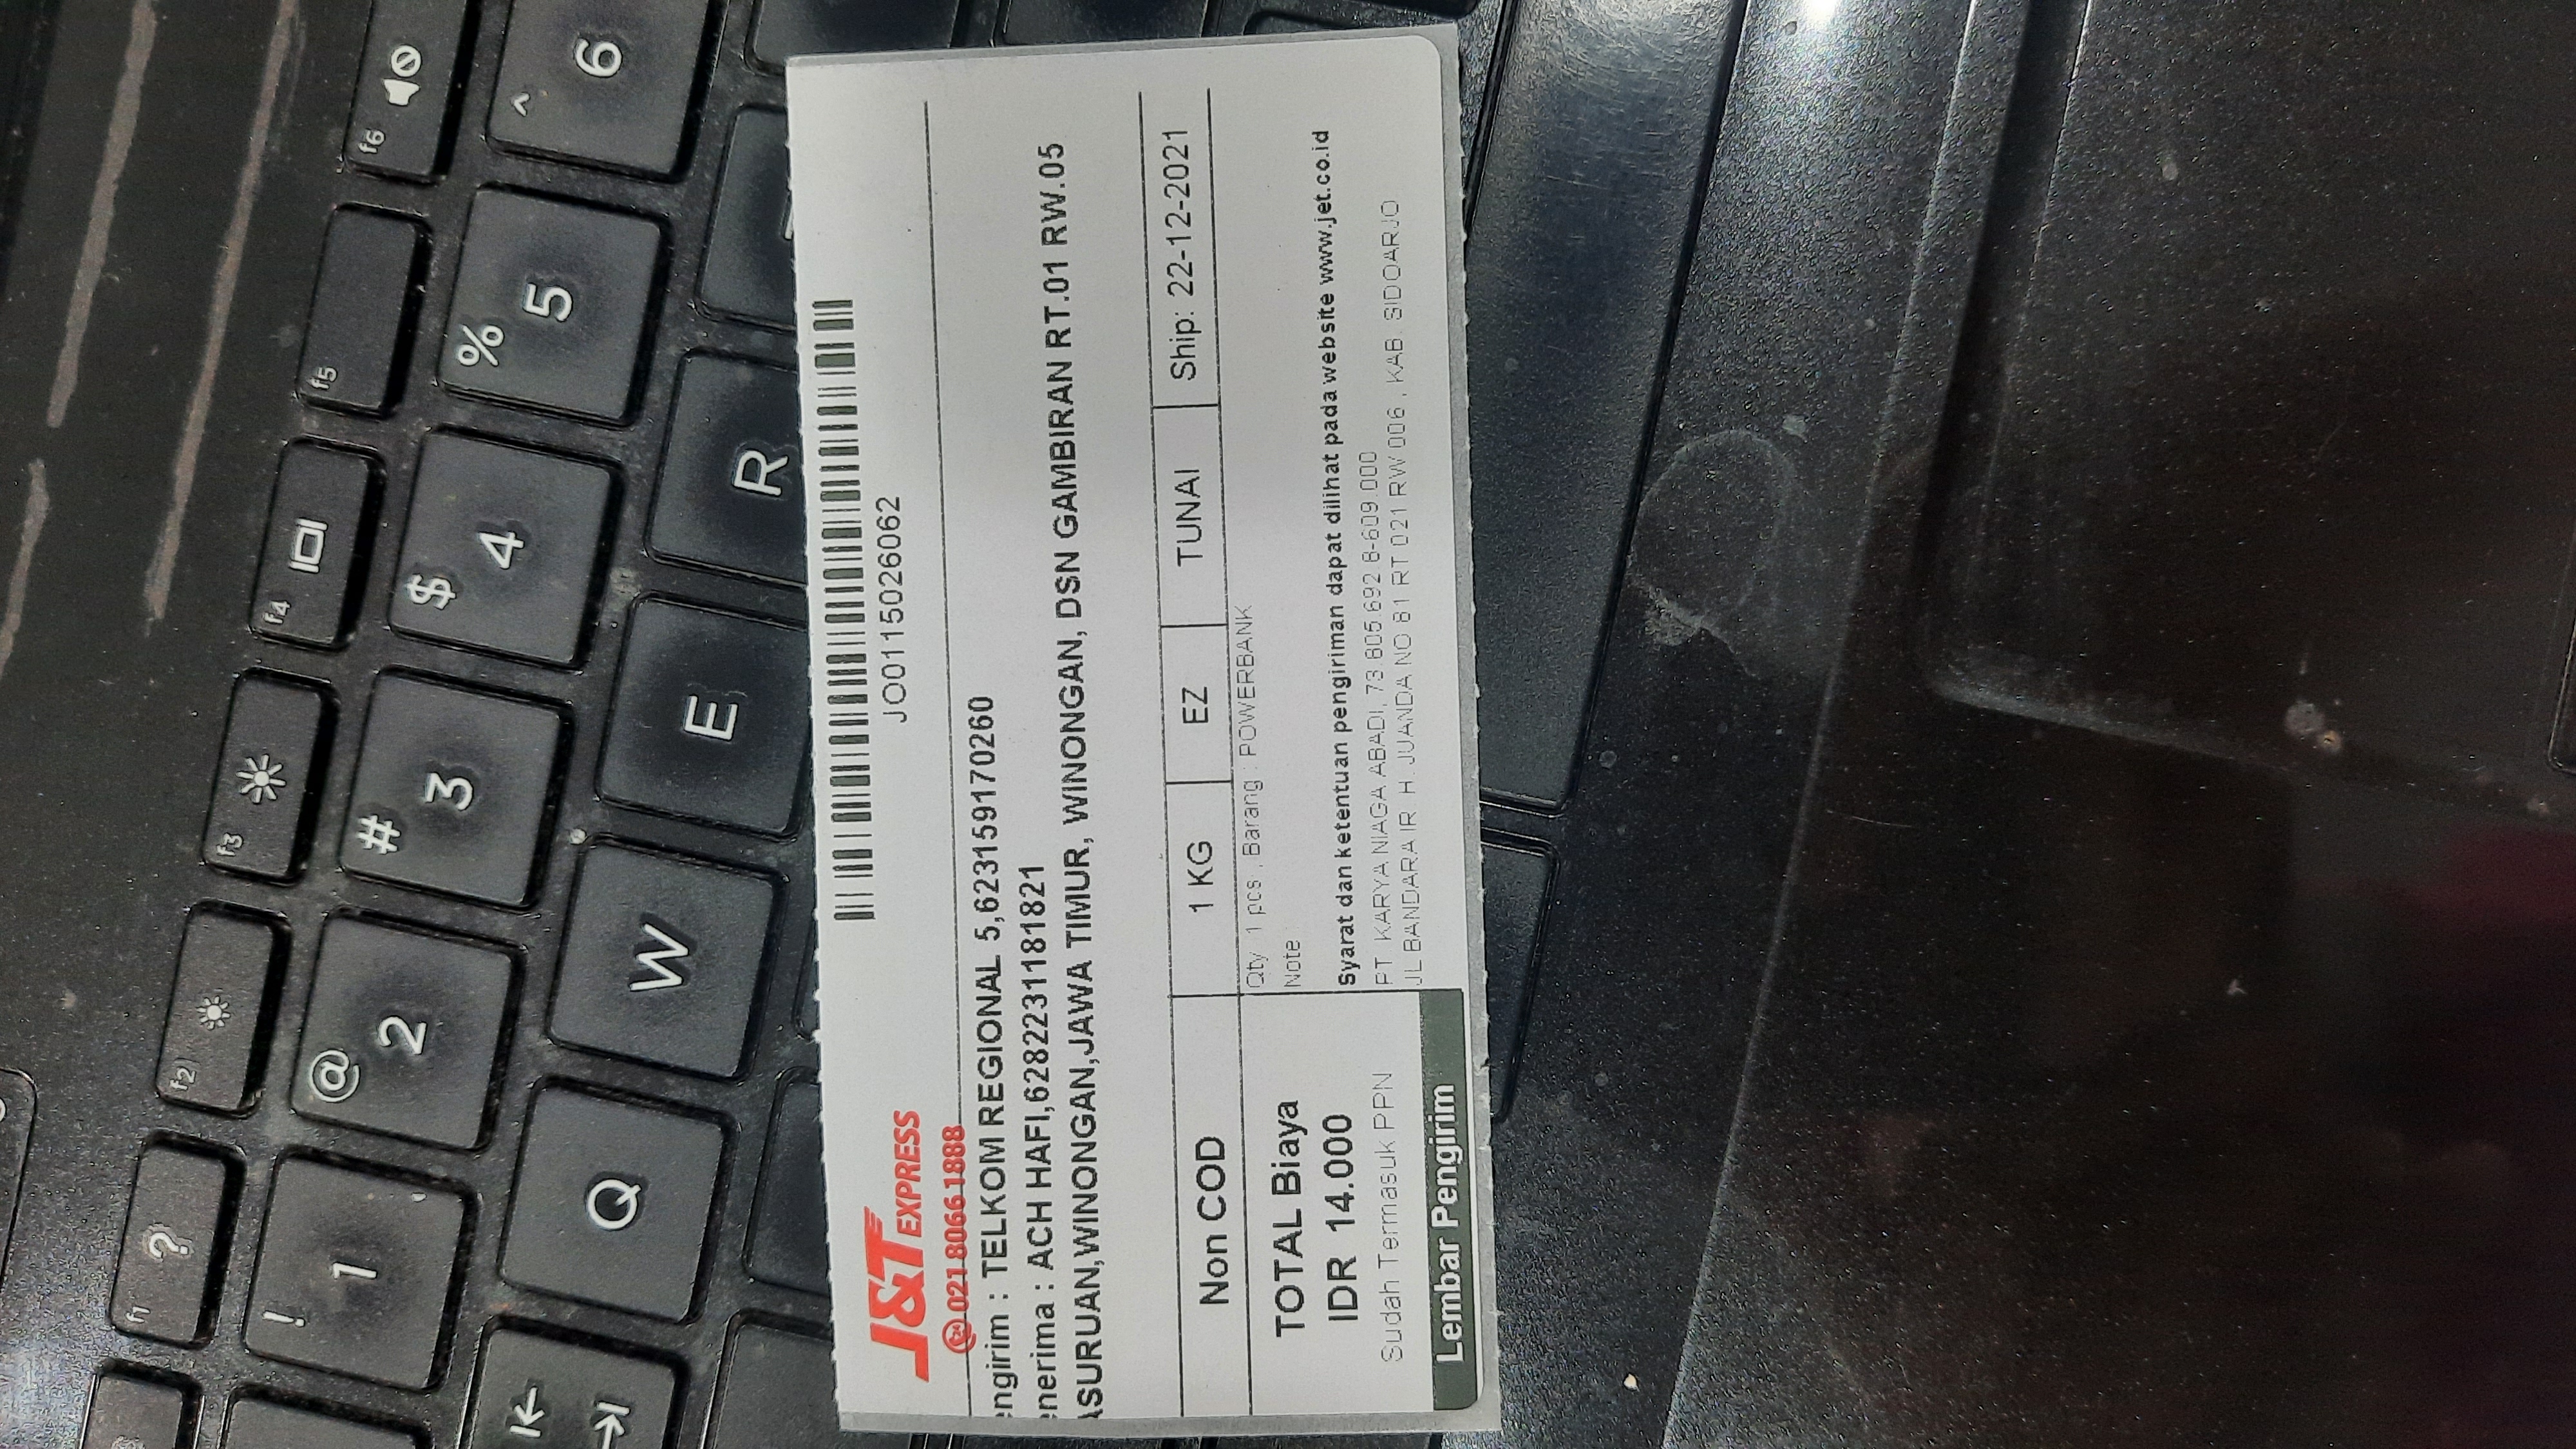 f1 ?
f2
f3
f4
f5
f6
! 1
@ 2
# 3
$ 4
% 5
^ 6
Q
W
E
R
J&T EXPRESS
021 8066 1888
JO0115026062
engirim : TELKOM REGIONAL 5,623159170260
enerima : ACH HAFI,6282231181821
ASURUAN,WINONGAN,JAWA TIMUR, WINONGAN, DSN GAMBIRAN RT.01 RW.05
Non COD
1 KG
EZ
TUNAI
Ship: 22-12-2021
TOTAL Biaya
IDR 14.000
Sudah Termasuk PPN
Lembar Pengirim
Qty : 1 pcs , Barang : POWERBANK
Note :
Syarat dan ketentuan pengiriman dapat dilihat pada website www.jet.co.id
PT. KARYA NIAGA ABADI, 73.805.692.8-609.000
JL BANDARA IR. H. JUANDA NO 81 RT 021 RW 006 , KAB. SIDOARJO